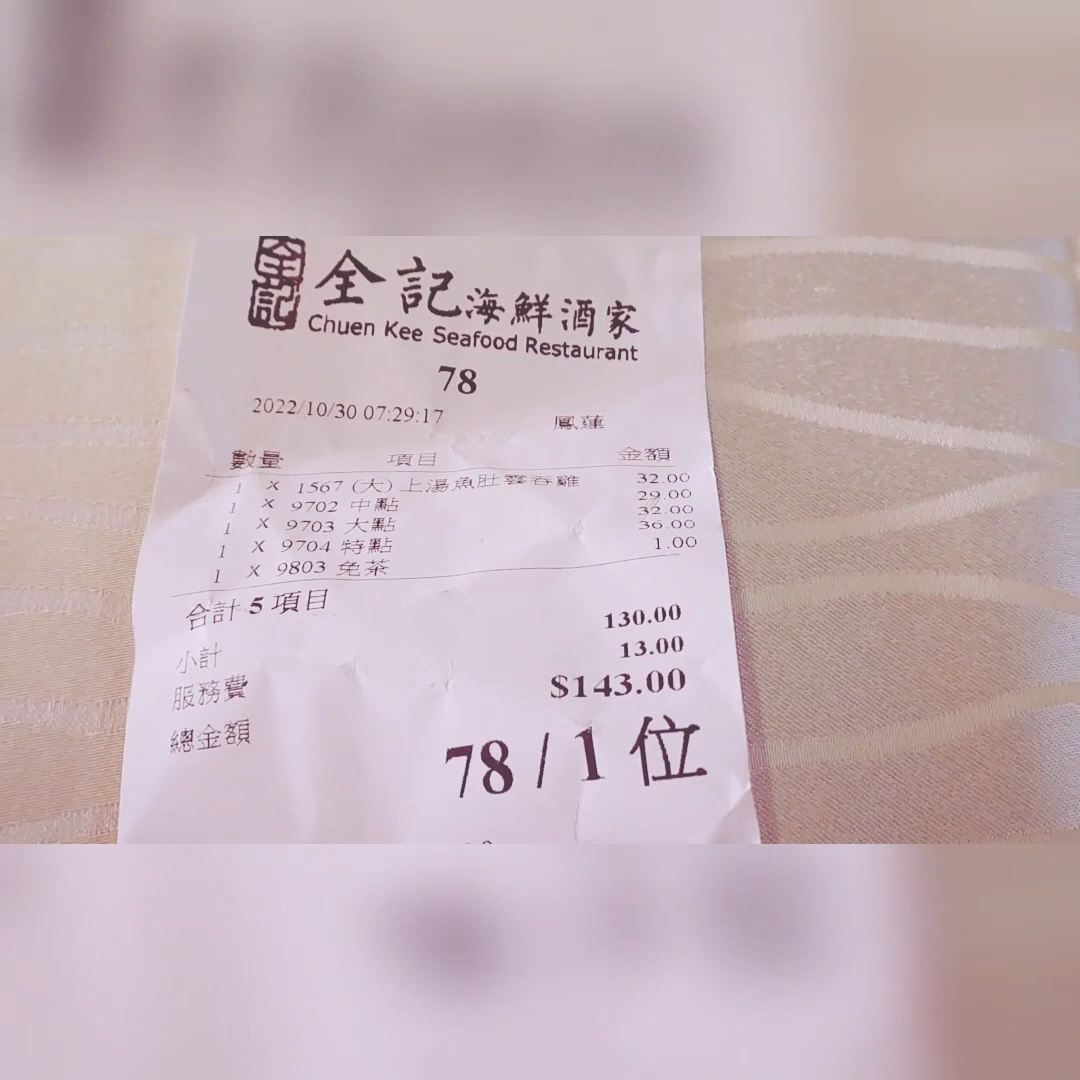 全記 全記海鮮酒家
Chuen Kee Seafood Restaurant
78
2022/10/30 07:29:17 鳳蓮
數量 項目 金額
1 X 1567 (大) 上湯魚肚雲吞雞 32.00
1 X 9702 中點 29.00
1 X 9703 大點 32.00
1 X 9704 特點 36.00
1 X 9803 免茶 1.00
合計 5 項目
小計 130.00
服務費 13.00
總金額 $143.00
78 / 1 位